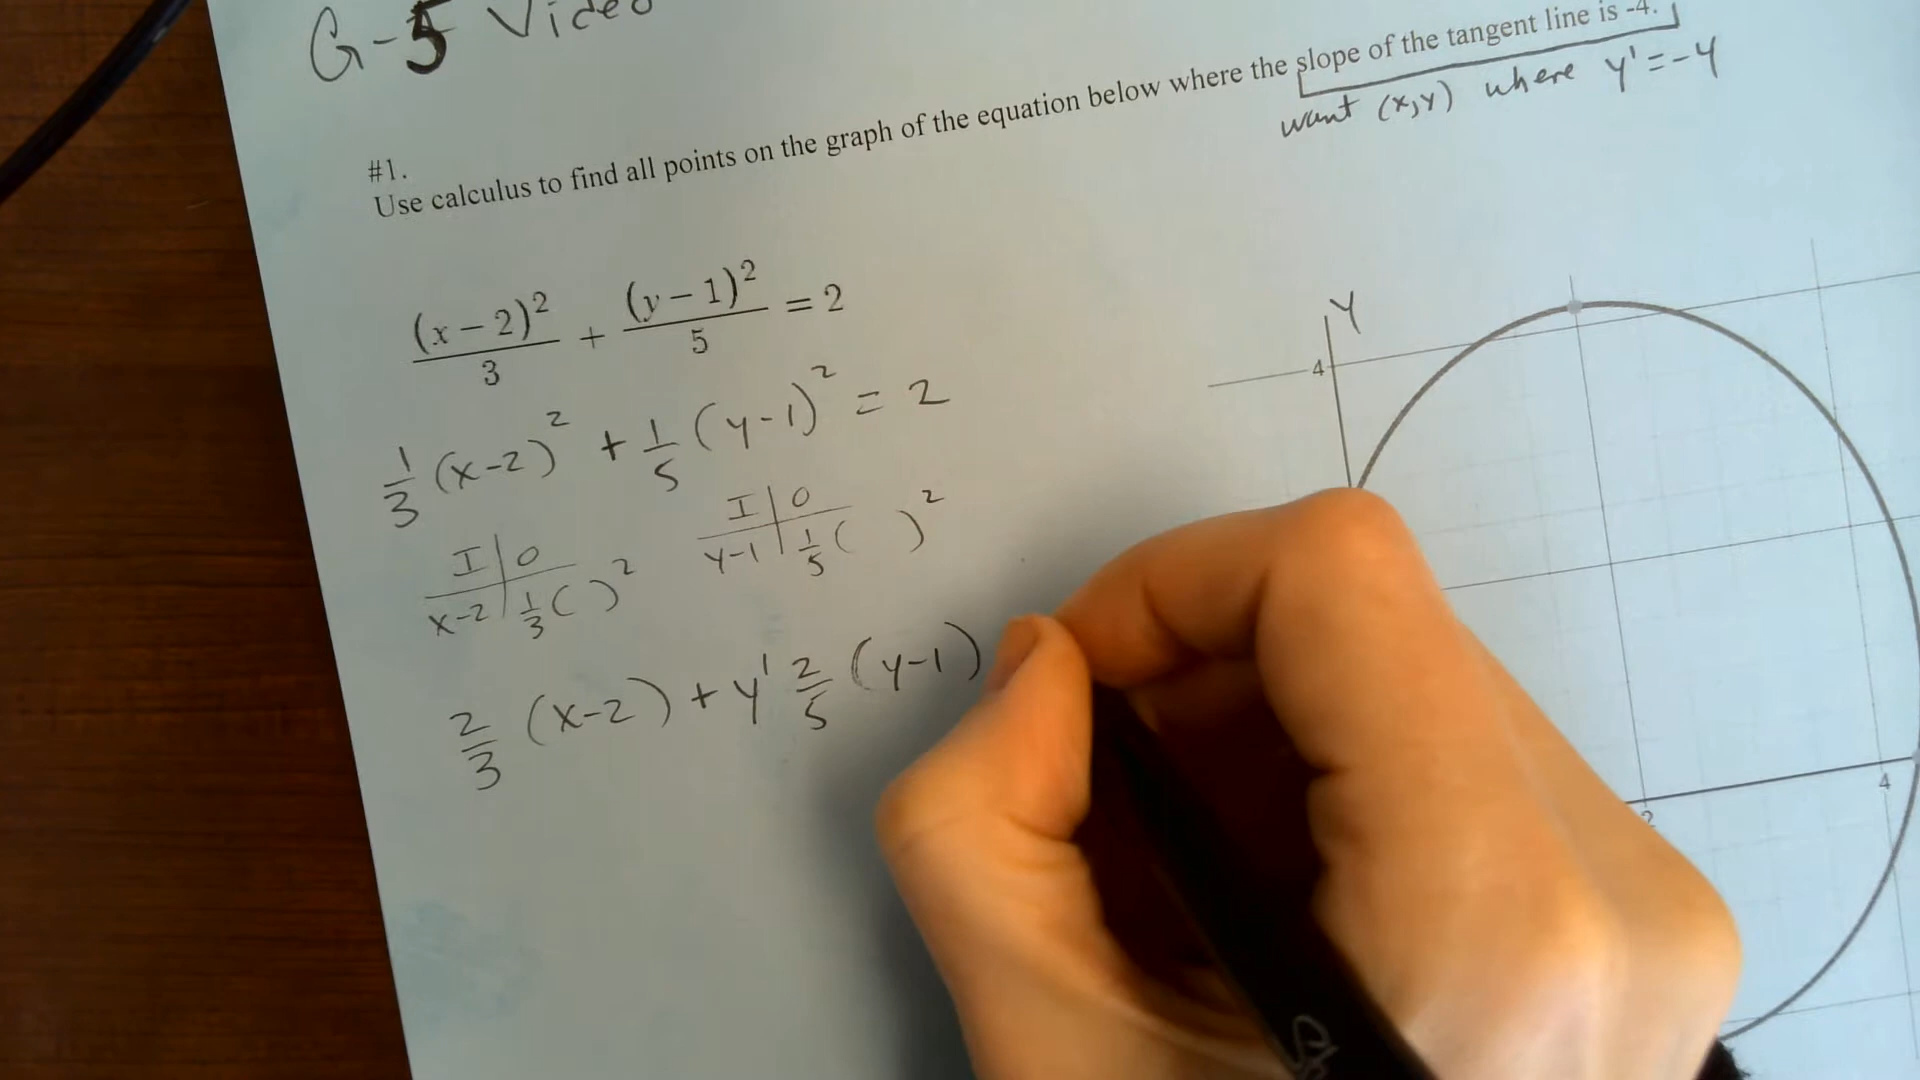 G-5 Video
#1.
Use calculus to find all points on the graph of the equation below where the slope of the tangent line is -4.
want (x,y) where y' = -4
(x − 2)²/3 + (y − 1)²/5 = 2
1/3 (x-2)² + 1/5 (y-1)² = 2
I | O
x-2 | 1/3 ( )²
I | O
y-1 | 1/5 ( )²
2/3 (x-2) + y' 2/5 (y-1)
Y
4
2
4